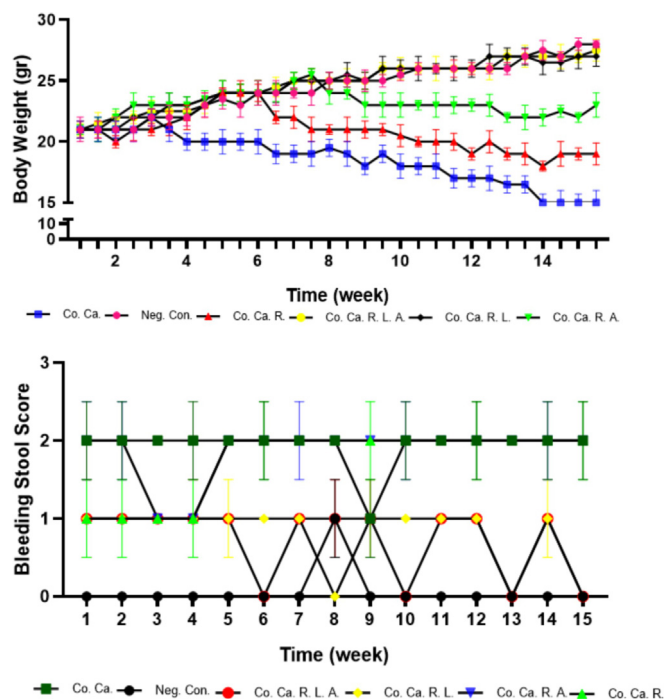 30
25
20
15
10
0
Body Weight (gr)
2 4 6 8 10 12 14
Time (week)
Co. Ca. Neg. Con. Co. Ca. R. Co. Ca. R. L. A. Co. Ca. R. L. Co. Ca. R. A.
3
2
1
0
Bleeding Stool Score
1 2 3 4 5 6 7 8 9 10 11 12 13 14 15
Time (week)
Co. Ca. Neg. Con. Co. Ca. R. L. A. Co. Ca. R. L. Co. Ca. R. A. Co. Ca. R.